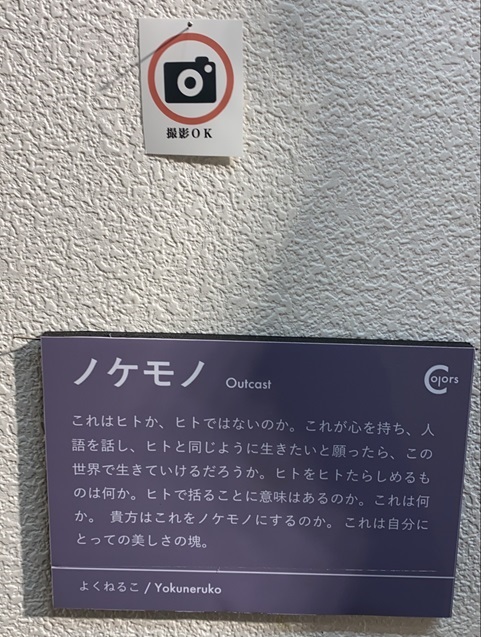 撮影OK
ノケモノ Outcast
Colors
これはヒトか、ヒトではないのか。これが心を持ち、人
語を話し、ヒトと同じように生きたいと願ったら、この
世界で生きていけるだろうか。ヒトをヒトたらしめるも
のは何か。ヒトで括ることに意味はあるのか。これは何
か。 貴方はこれをノケモノにするのか。これは自分に
とっての美しさの塊。
よくねるこ / Yokuneruko